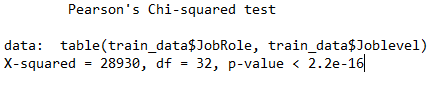 Pearson's Chi-squared test
data:  table(train_data$JobRole, train_data$Joblevel)
X-squared = 28930, df = 32, p-value < 2.2e-16